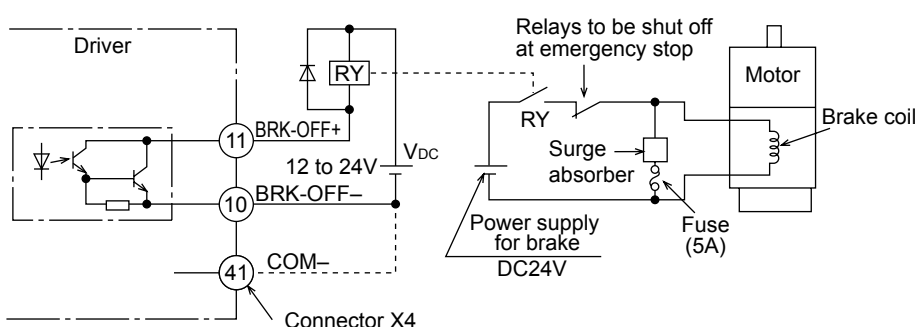 Driver
RY
11
BRK-OFF+
12 to 24V
VDC
10
BRK-OFF–
41
COM–
Connector X4
Relays to be shut off
at emergency stop
RY
Surge
absorber
Fuse
(5A)
Power supply
for brake
DC24V
Motor
Brake coil